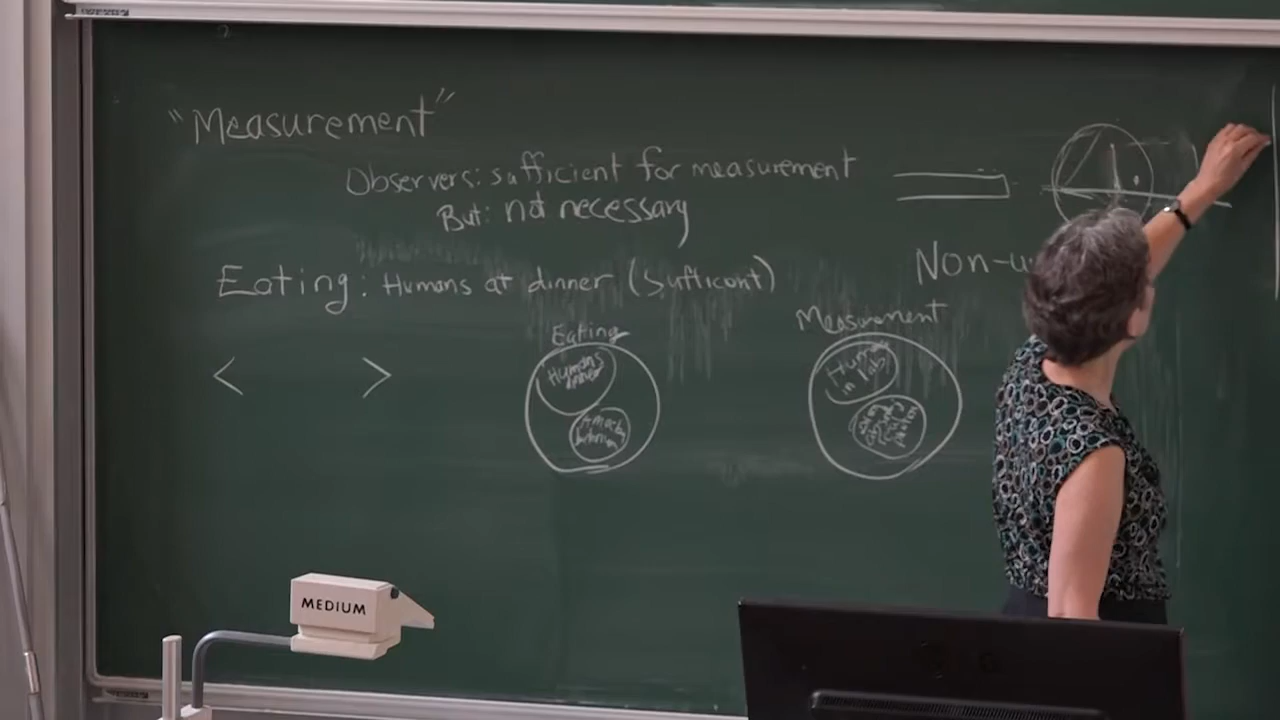 "Measurement"
Observers: sufficient for measurement
But: not necessary
Eating: Humans at dinner (sufficient)
Non-u
Eating
Measurement
Humans
dinner
Humans
in lab
MEDIUM